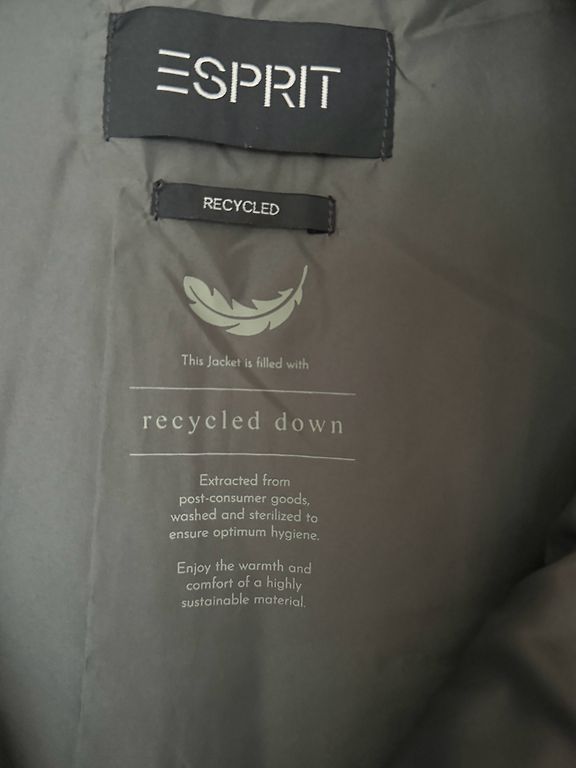 ESPRIT
RECYCLED
This Jacket is filled with
recycled down
Extracted from
post-consumer goods,
washed and sterilized to
ensure optimum hygiene.
Enjoy the warmth and
comfort of a highly
sustainable material.